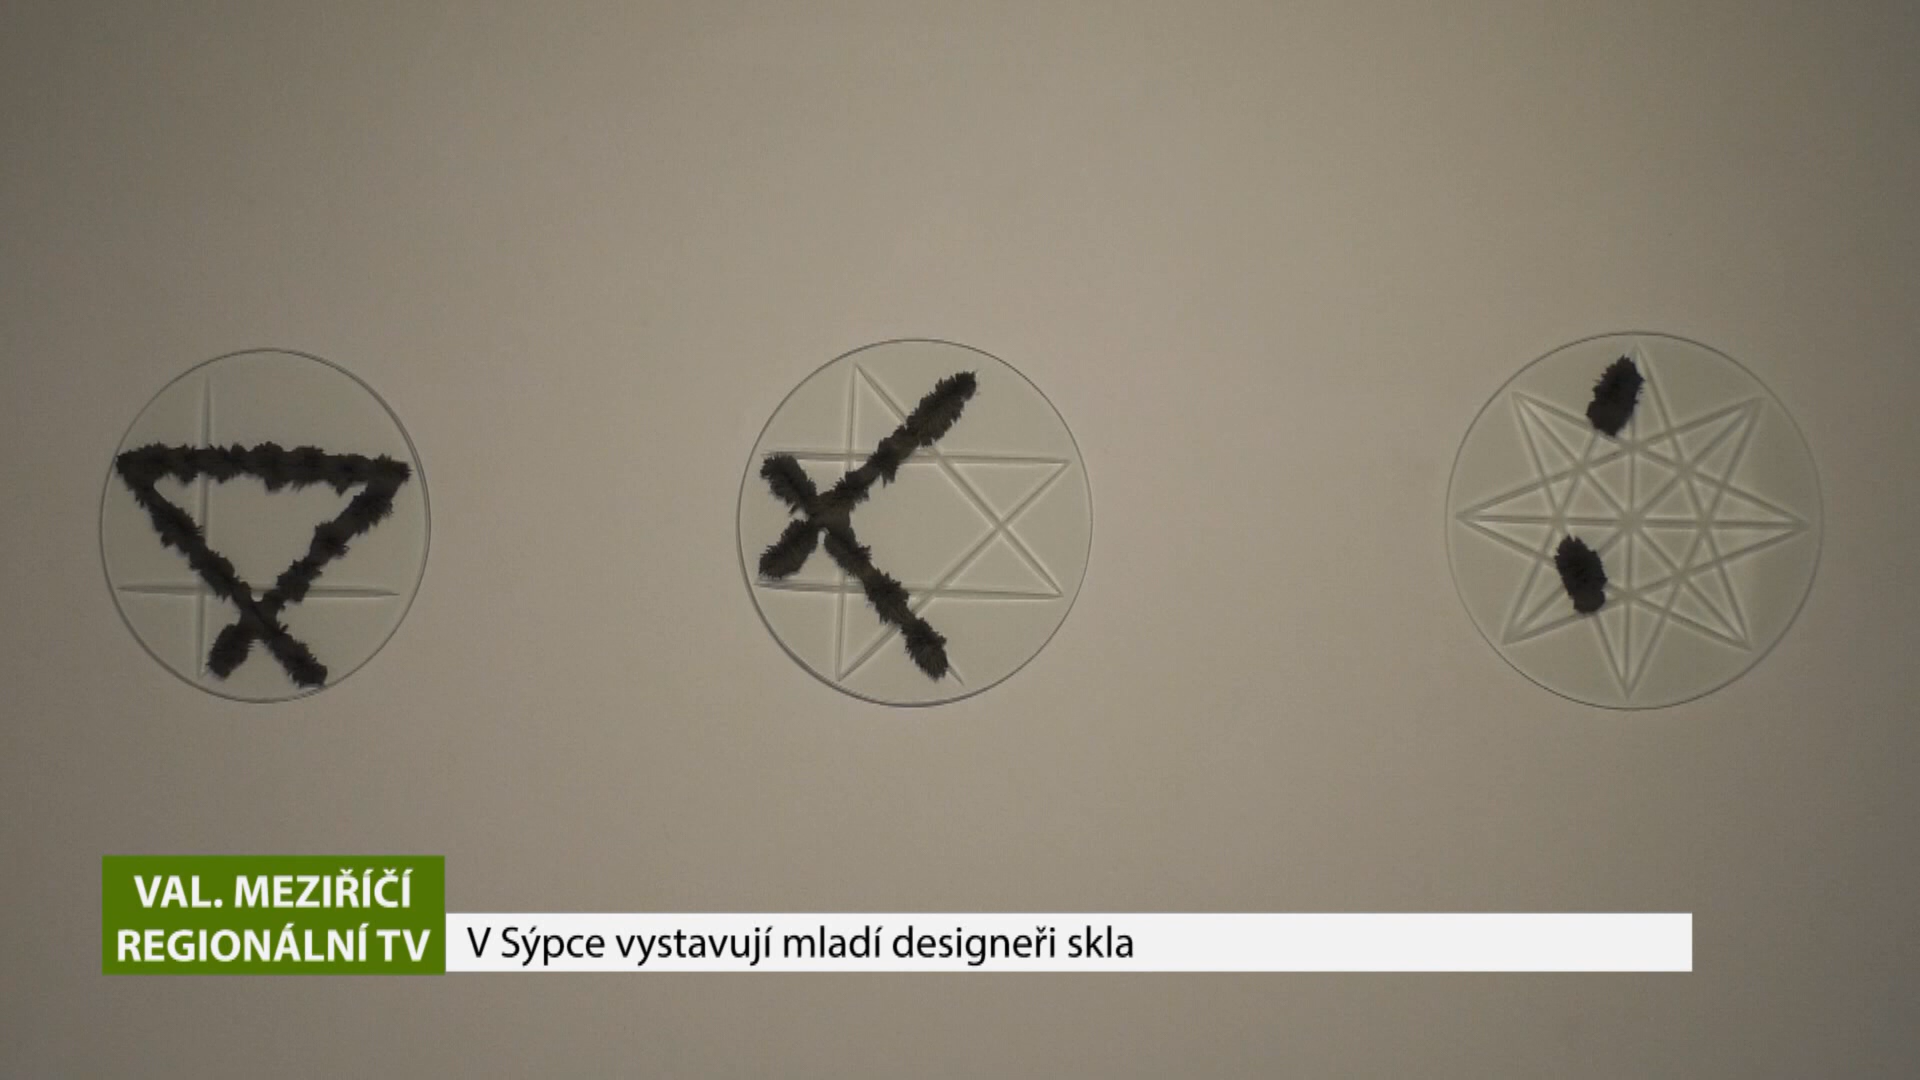 VAL. MEZIŘÍČÍ
REGIONÁLNÍ TV
V Sýpce vystavují mladí designeři skla